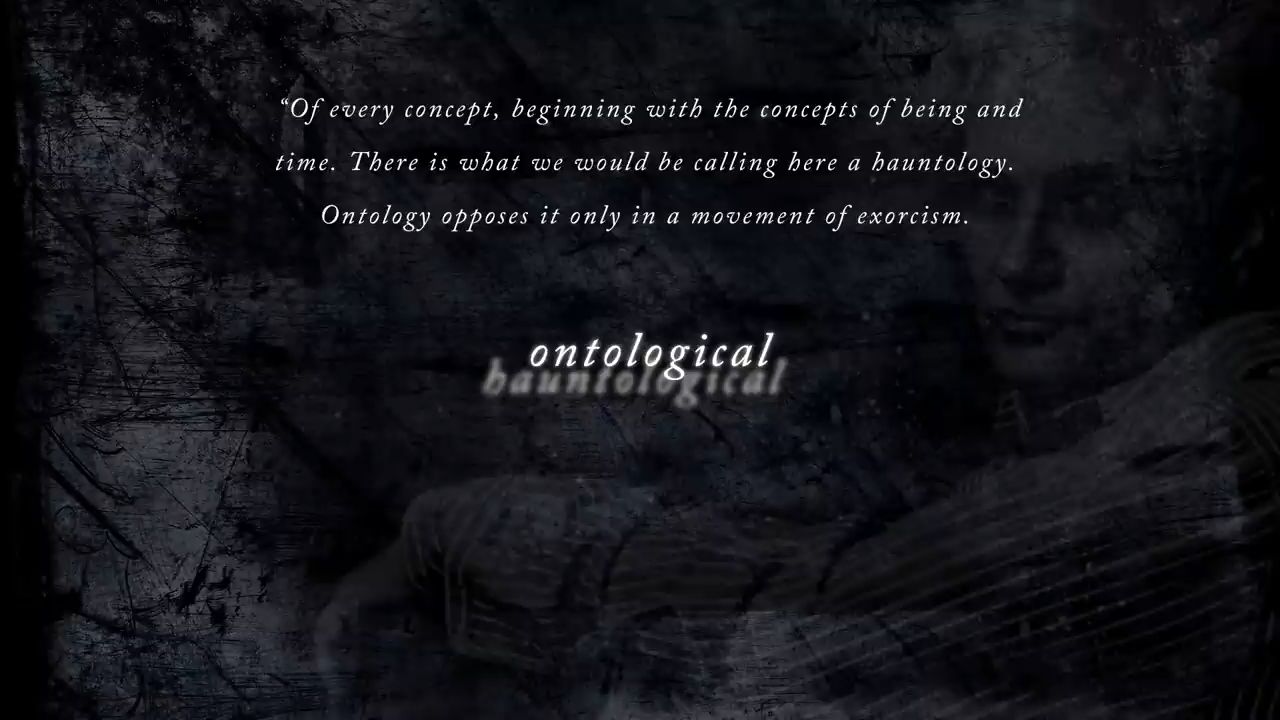 “Of every concept, beginning with the concepts of being and
time. There is what we would be calling here a hauntology.
Ontology opposes it only in a movement of exorcism.
ontological
hauntological